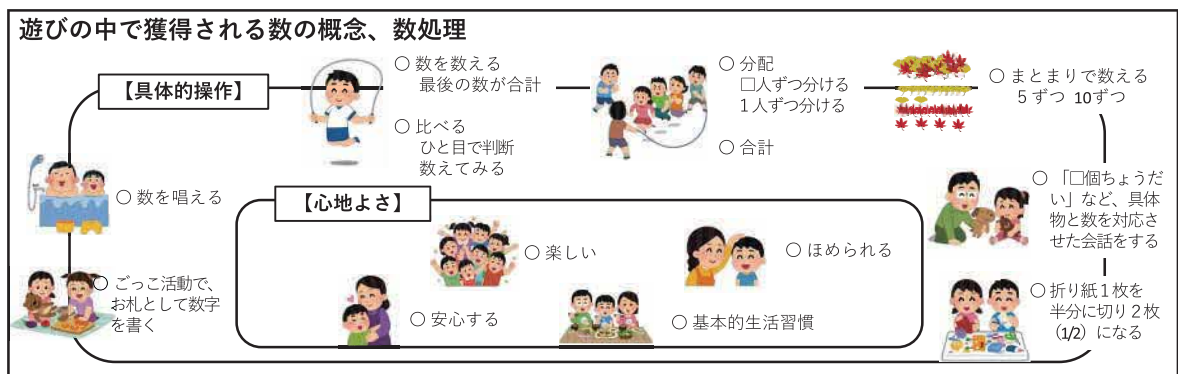 遊びの中で獲得される数の概念、数処理
【具体的操作】
○ 数を数える
最後の数が合計
○ 比べる
ひと目で判断
数えてみる
○ 分配
□人ずつ分ける
1人ずつ分ける
○ 合計
○ まとまりで数える
5ずつ 10ずつ
○ 数を唱える
○ 「□個ちょうだ
い」など、具体
物と数を対応さ
せた会話をする
○ ごっこ活動で、
お札として数字
を書く
○ 折り紙1枚を
半分に切り2枚
(1/2)になる
【心地よさ】
○ 楽しい
○ ほめられる
○ 安心する
○ 基本的生活習慣